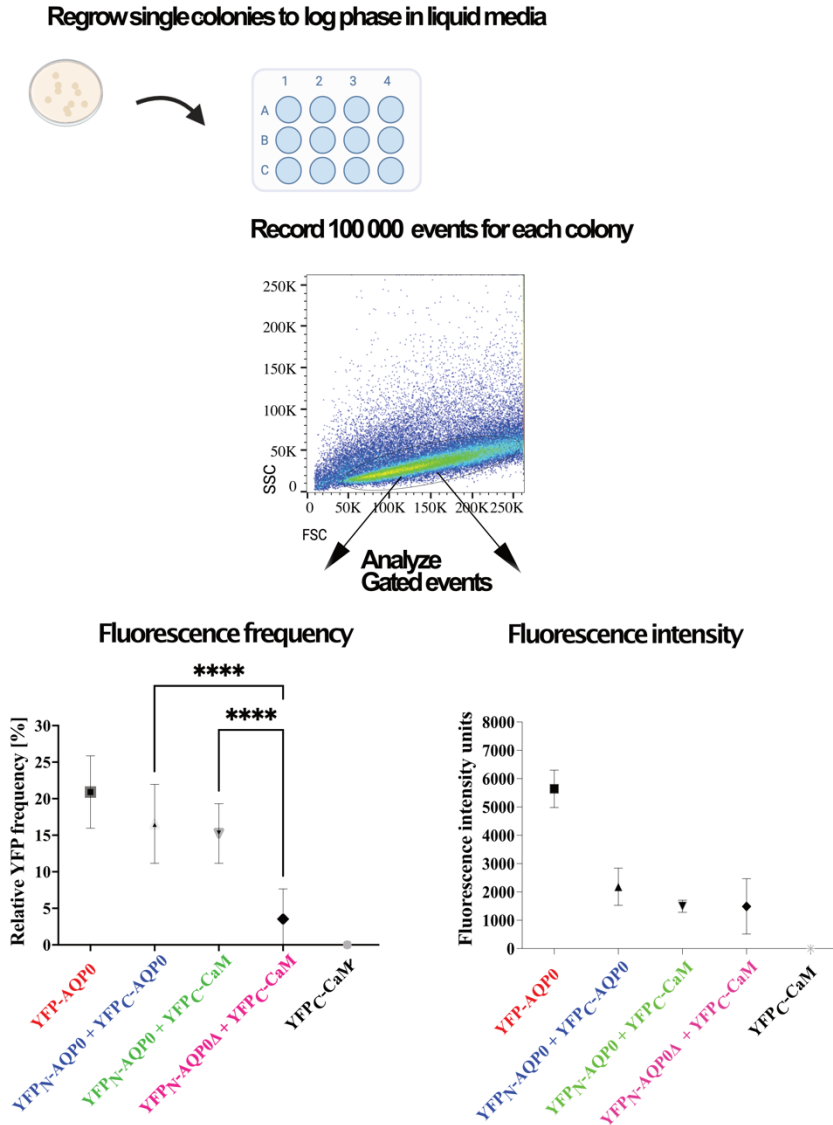 Regrow single colonies to log phase in liquid media
1 2 3 4
A
B
C
Record 100 000 events for each colony
250K
200K
150K
100K
50K
0
SSC
0 50K 100K 150K 200K 250K
FSC
Analyze
Gated events
Fluorescence frequency
****
****
Relative YFP frequency [%]
30
25
20
15
10
5
0
YFP-AQP0
YFPN-AQP0 + YFPC-AQP0
YFPN-AQP0 + YFPC-CaM
YFPN-AQP0Δ + YFPC-CaM
YFPC-CaM
Fluorescence intensity
Fluorescence intensity units
8000
7000
6000
5000
4000
3000
2000
1000
0
YFP-AQP0
YFPN-AQP0 + YFPC-AQP0
YFPN-AQP0 + YFPC-CaM
YFPN-AQP0Δ + YFPC-CaM
YFPC-CaM